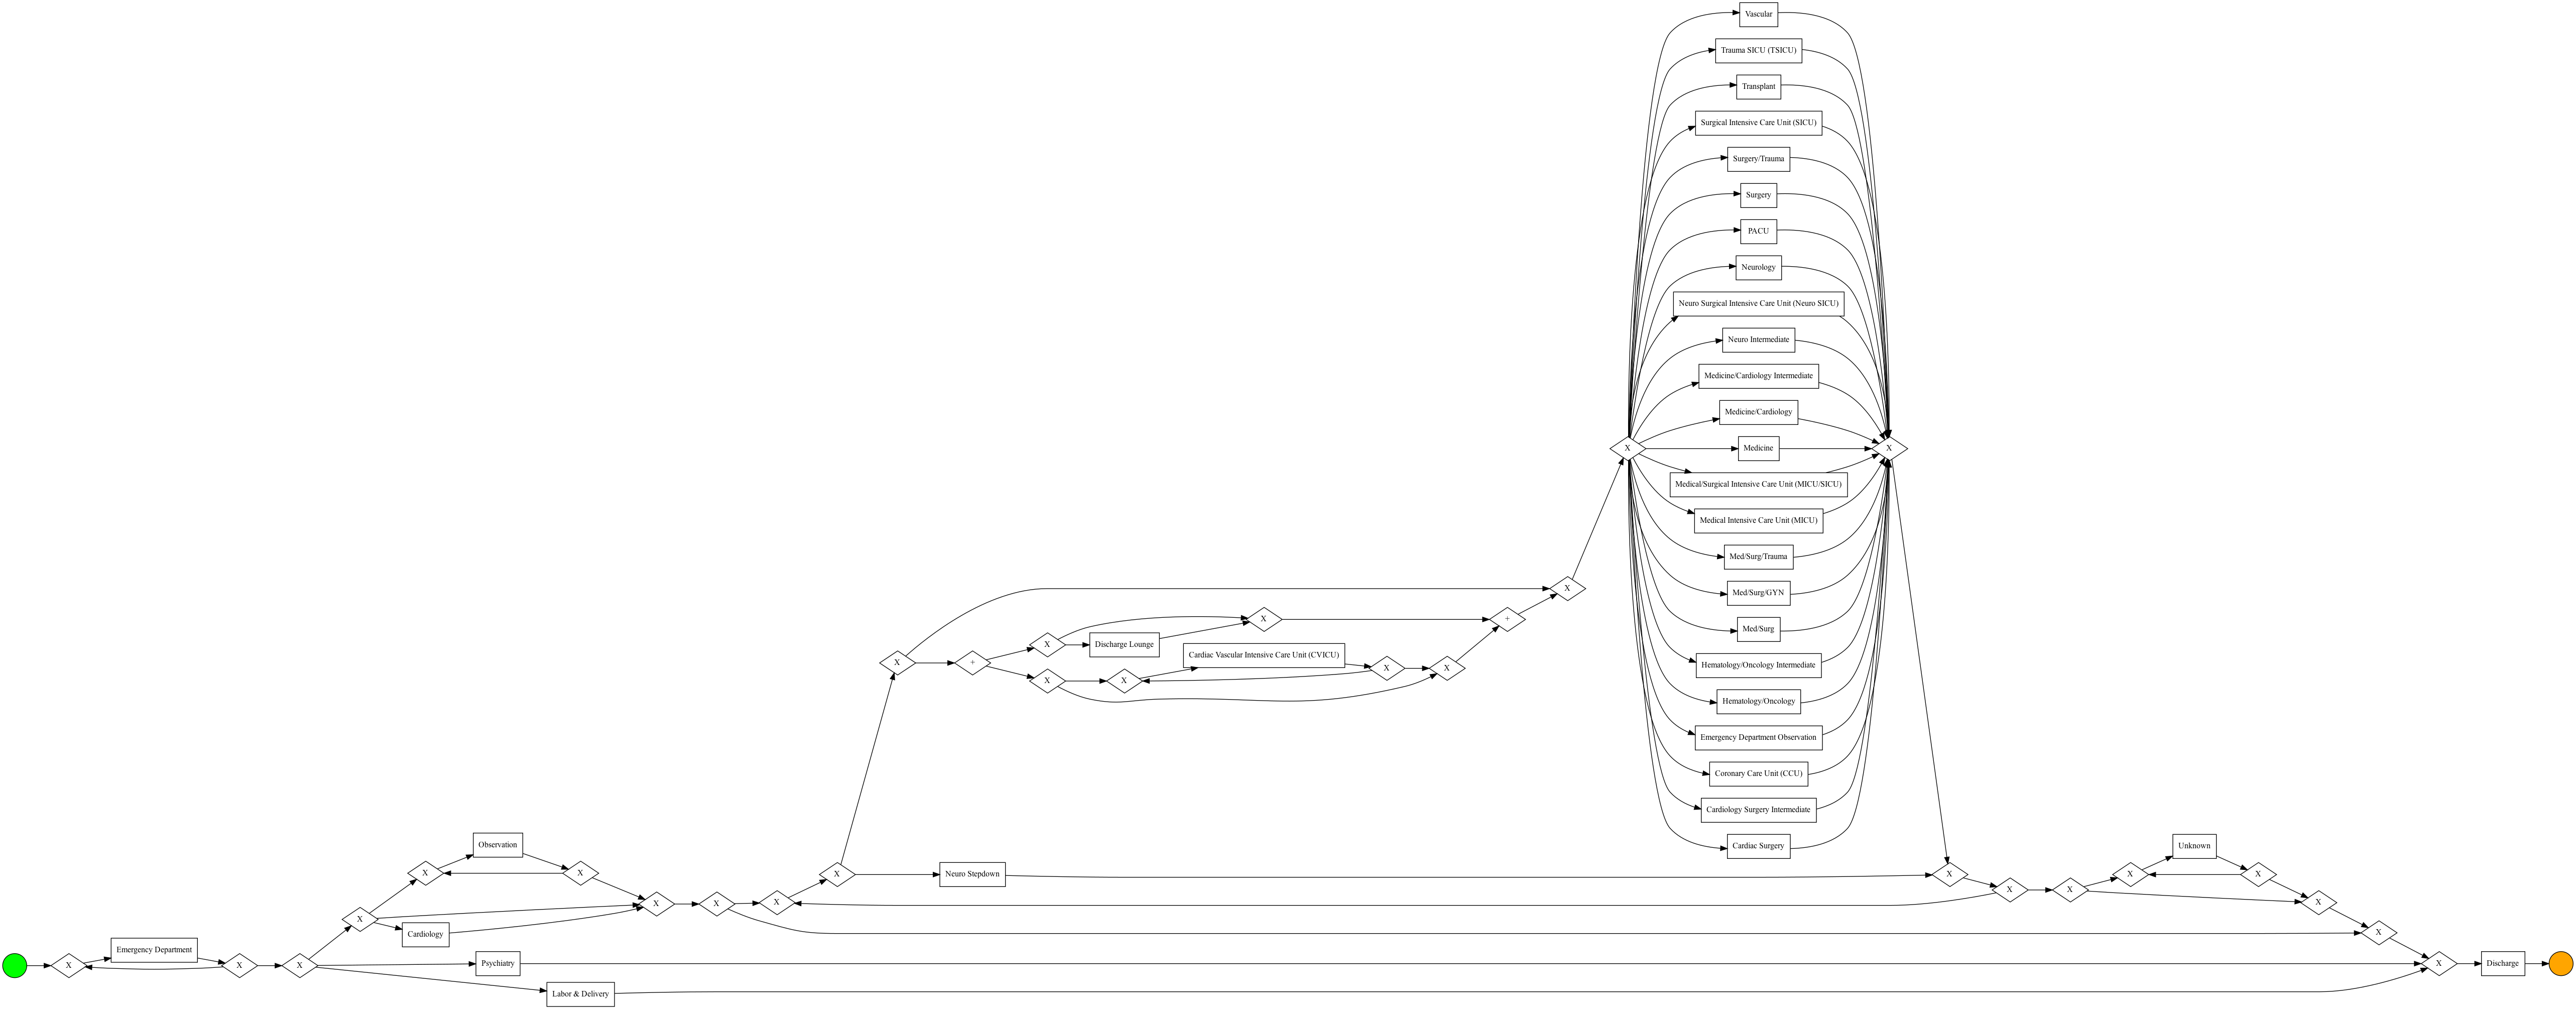 Vascular
Trauma SICU (TSICU)
Transplant
Surgical Intensive Care Unit (SICU)
Surgery/Trauma
Surgery
PACU
Neurology
Neuro Surgical Intensive Care Unit (Neuro SICU)
Neuro Intermediate
Medicine/Cardiology Intermediate
Medicine/Cardiology
X
Medicine
X
Medical/Surgical Intensive Care Unit (MICU/SICU)
Medical Intensive Care Unit (MICU)
Med/Surg/Trauma
X
Med/Surg/GYN
X
+
Med/Surg
X
Discharge Lounge
Cardiac Vascular Intensive Care Unit (CVICU)
X
+
X
X
Hematology/Oncology Intermediate
X
X
Hematology/Oncology
Emergency Department Observation
Coronary Care Unit (CCU)
Cardiology Surgery Intermediate
Observation
Cardiac Surgery
Unknown
X
X
X
Neuro Stepdown
X
X
X
X
X
X
X
X
X
X
Cardiology
X
Emergency Department
X
X
X
Psychiatry
X
Discharge
Labor & Delivery